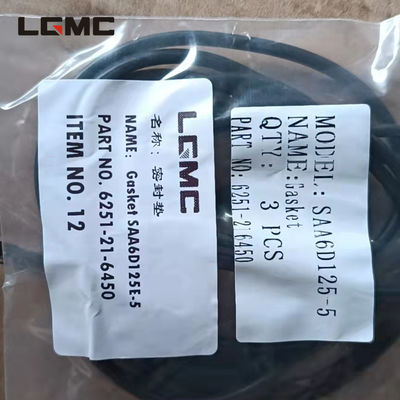 LGMC
LGMC
名称: 密封垫
NAME: Gasket SAA6D125E-5
PART NO. 6251-21-6450
ITEM NO. 12
MODEL: SAA6D125-5
NAME:Gasket
QTY: 3 PCS
PART NO: 6251-21-6450